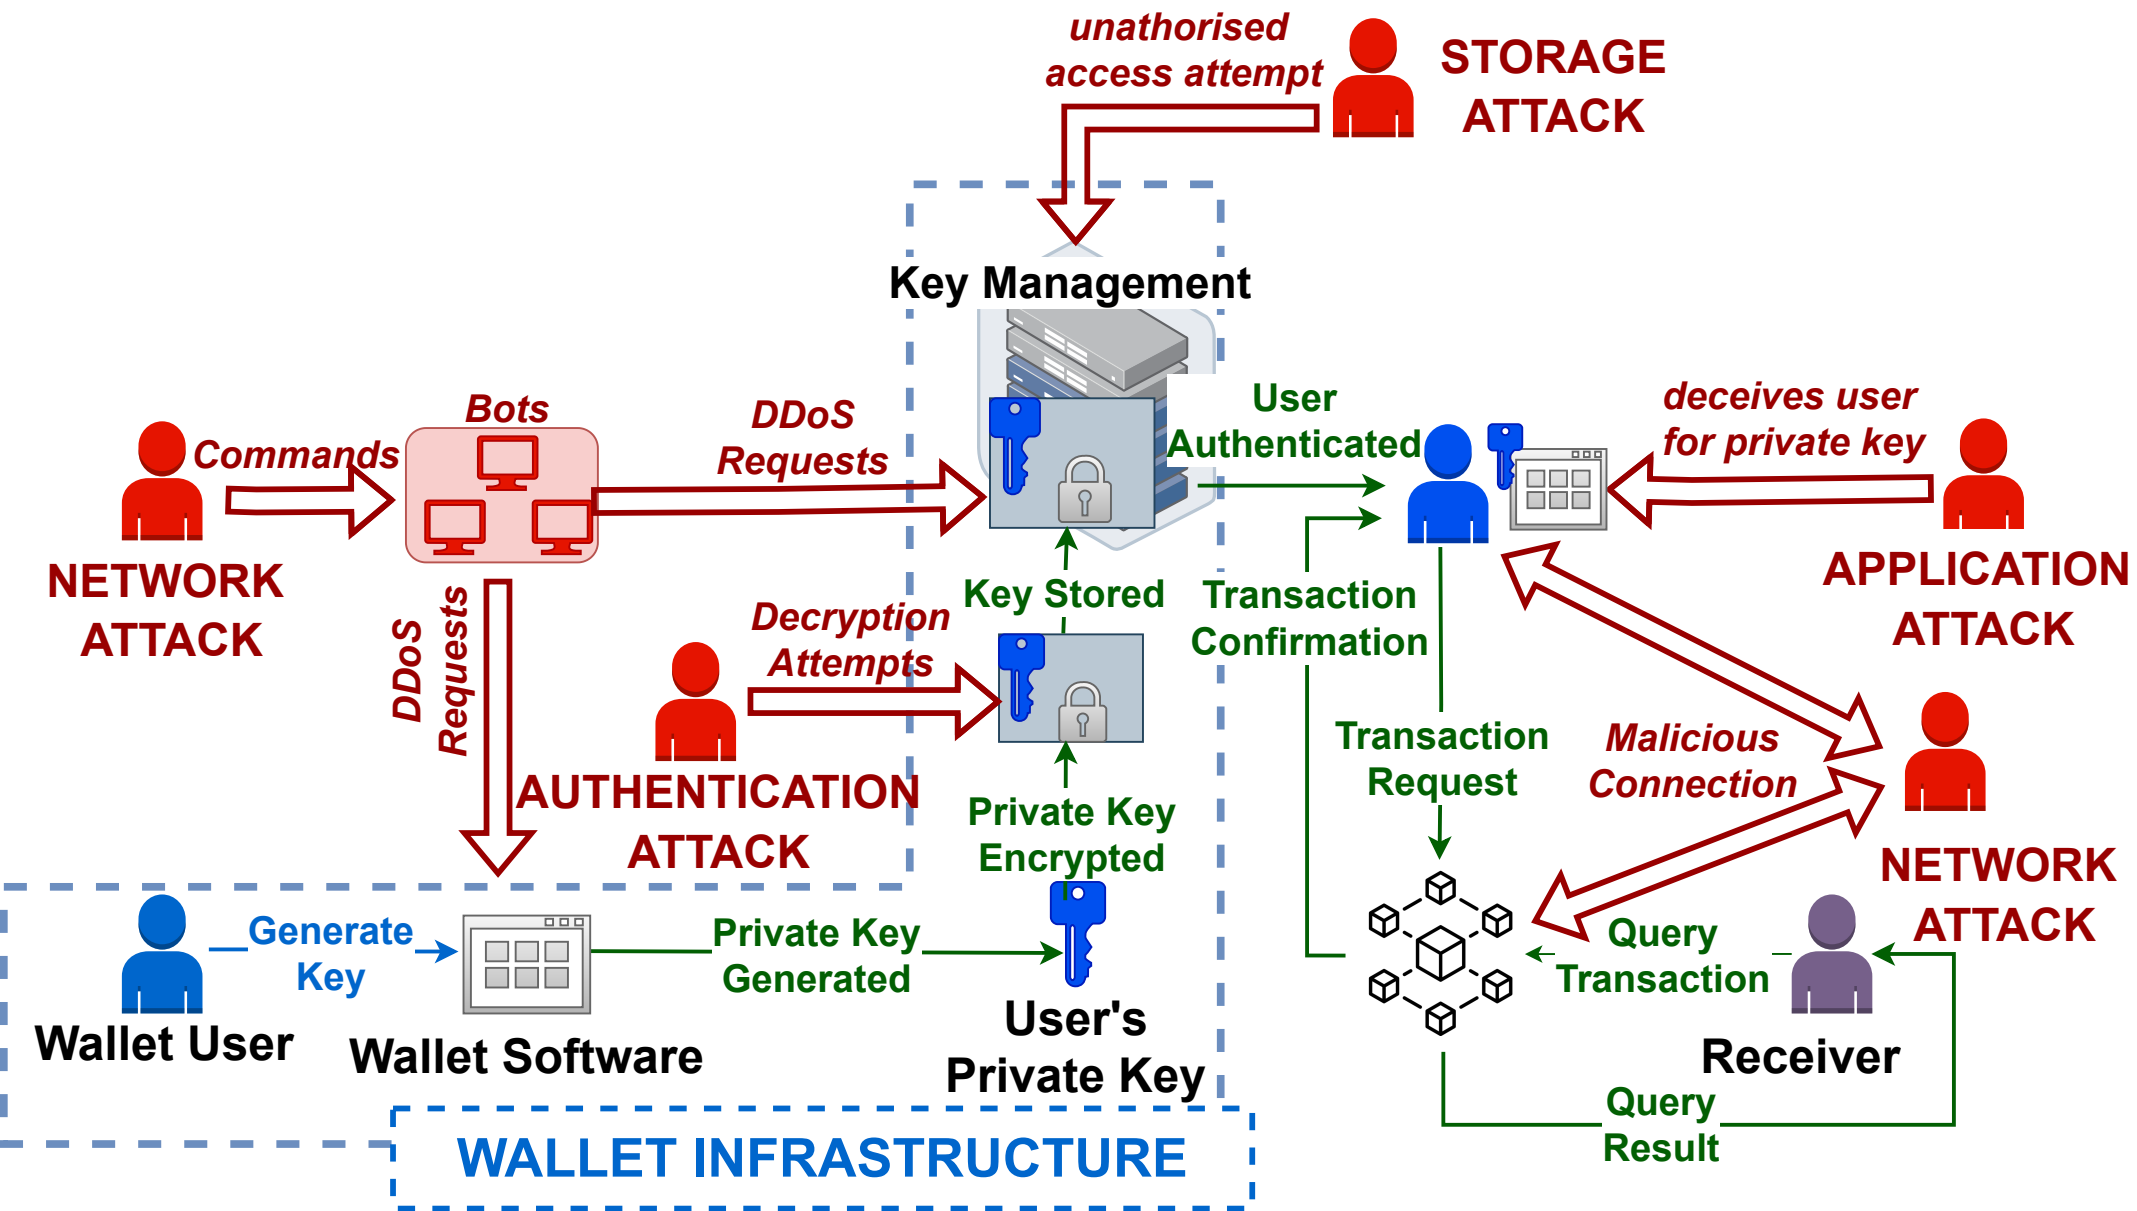 unathorised
access attempt
STORAGE
ATTACK
Key Management
Bots
Commands
DDoS
Requests
NETWORK
ATTACK
User
Authenticated
deceives user
for private key
APPLICATION
ATTACK
DDoS
Requests
Decryption
Attempts
AUTHENTICATION
ATTACK
Key Stored
Transaction
Confirmation
Transaction
Request
Malicious
Connection
NETWORK
ATTACK
Private Key
Encrypted
Generate
Key
Wallet User
Wallet Software
Private Key
Generated
User's
Private Key
Query
Transaction
Receiver
Query
Result
WALLET INFRASTRUCTURE